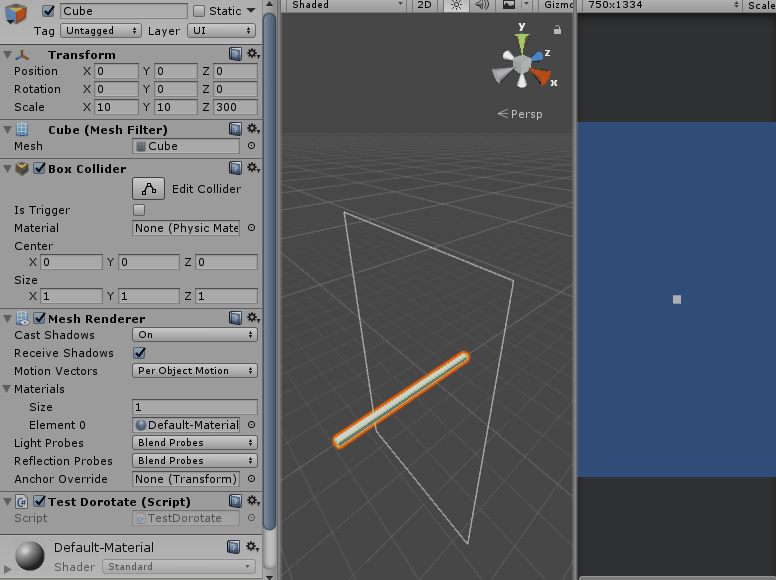 Cube Static
Tag Untagged Layer UI
Transform
Position X 0 Y 0 Z 0
Rotation X 0 Y 0 Z 0
Scale X 10 Y 10 Z 300
Cube (Mesh Filter)
Mesh Cube
Box Collider
Edit Collider
Is Trigger
Material None (Physic Mate
Center
X 0 Y 0 Z 0
Size
X 1 Y 1 Z 1
Mesh Renderer
Cast Shadows On
Receive Shadows
Motion Vectors Per Object Motion
Materials
Size 1
Element 0 Default-Material
Light Probes Blend Probes
Reflection Probes Blend Probes
Anchor Override None (Transform)
Test Dorotate (Script)
Script TestDorotate
Default-Material
Shader Standard
Shaded 2D Gizmo
y
z
x
Persp
750x1334 Scale